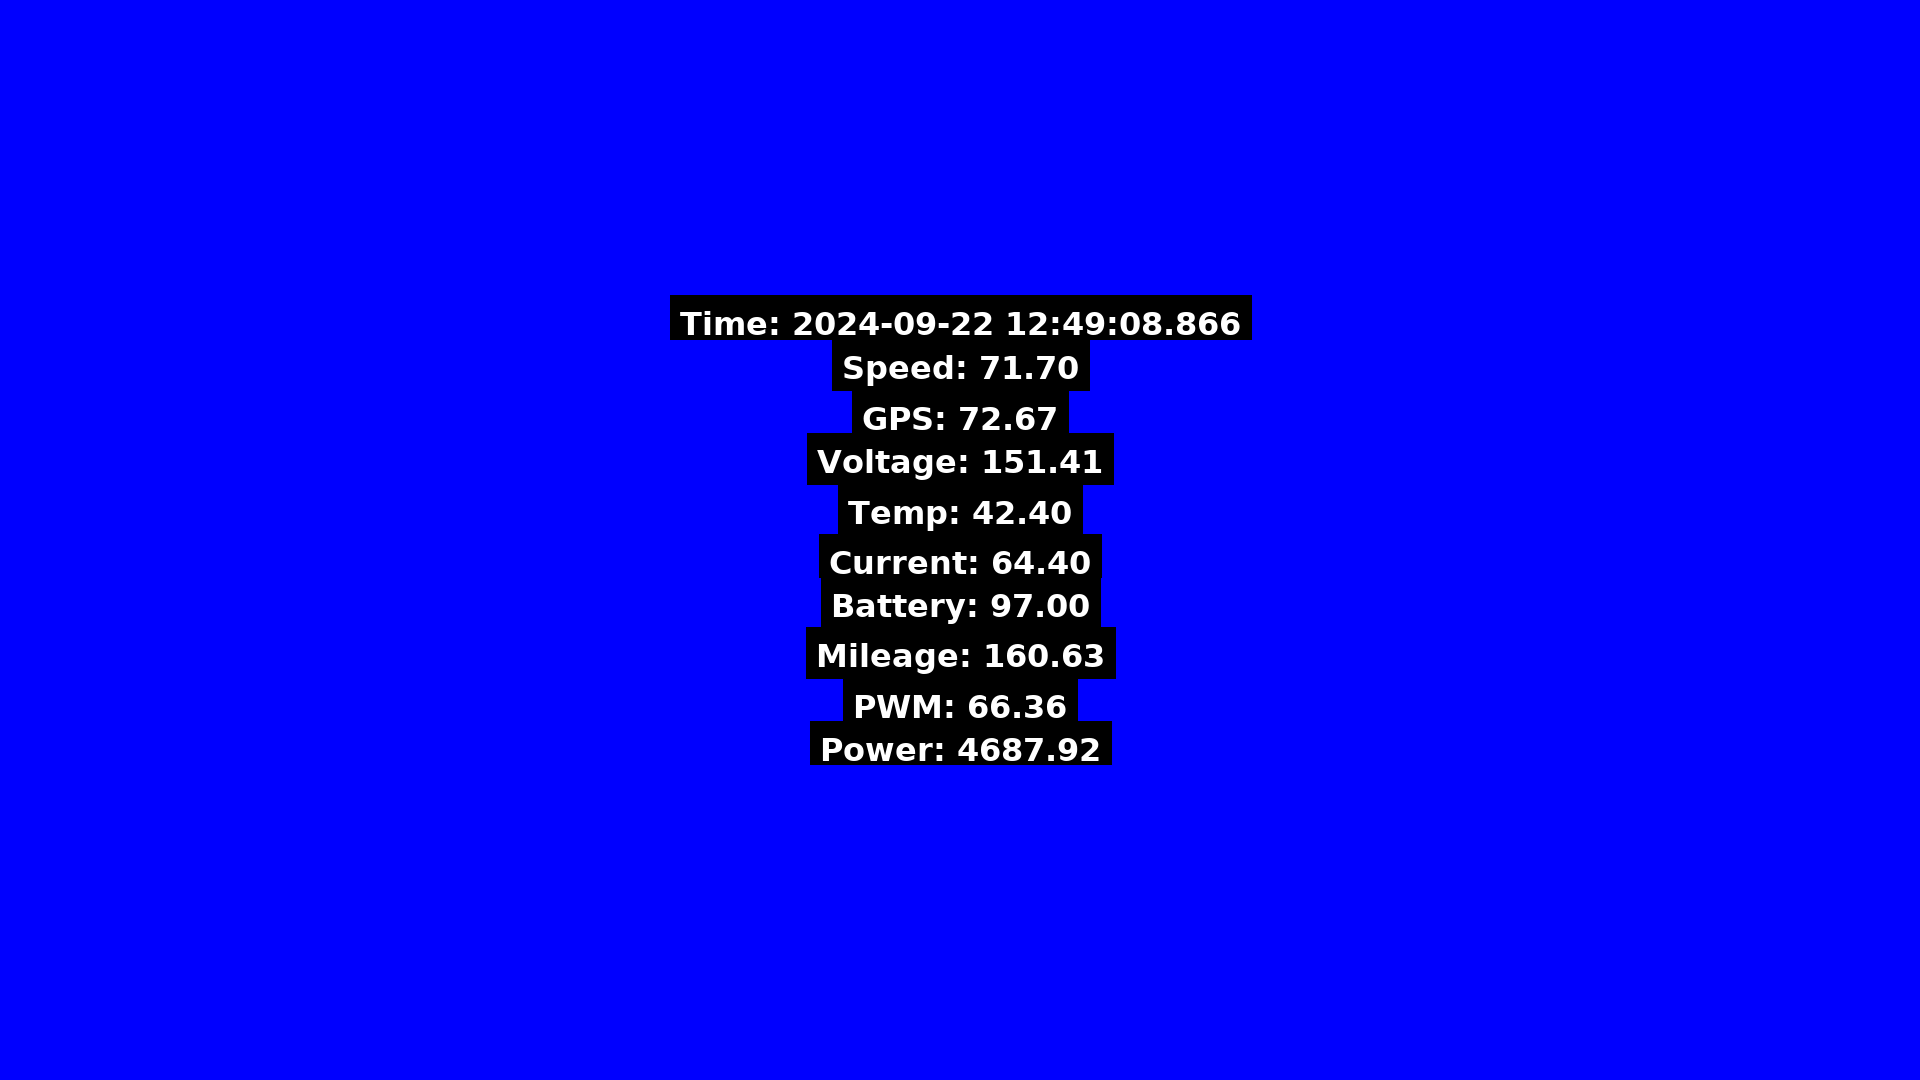 Time: 2024-09-22 12:49:08.866
Speed: 71.70
GPS: 72.67
Voltage: 151.41
Temp: 42.40
Current: 64.40
Battery: 97.00
Mileage: 160.63
PWM: 66.36
Power: 4687.92